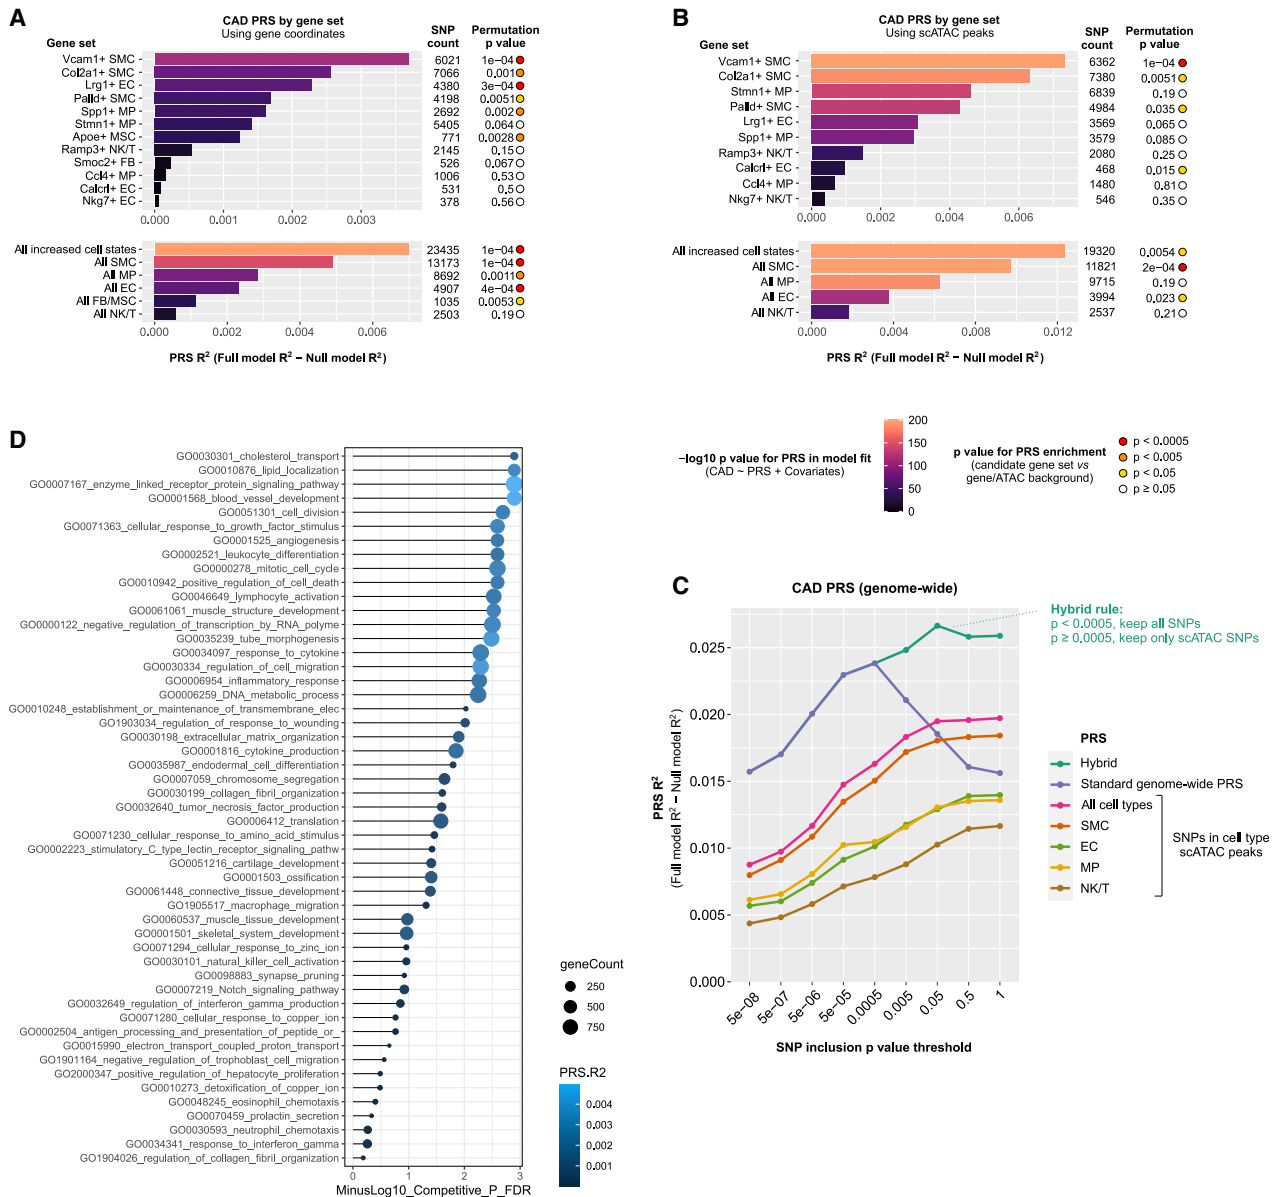 A
CAD PRS by gene set
Using gene coordinates
SNP count
Permutation p value
Gene set
Vcam1+ SMC 6021 1e−04
Col2a1+ SMC 7066 0.001
Lrg1+ EC 4380 3e−04
Palld+ SMC 4198 0.0051
Spp1+ MP 2692 0.002
Stmn1+ MP 5405 0.064
Apoe+ MSC 771 0.0028
Ramp3+ NK/T 2145 0.15
Smoc2+ FB 526 0.067
Ccl4+ MP 1006 0.53
Calcrl+ EC 531 0.5
Nkg7+ EC 378 0.56
0.000 0.001 0.002 0.003
All increased cell states 23435 1e−04
All SMC 13173 1e−04
All MP 8692 0.0011
All EC 4907 4e−04
All FB/MSC 1035 0.0053
All NK/T 2503 0.19
0.000 0.002 0.004 0.006
PRS R² (Full model R² − Null model R²)
B
CAD PRS by gene set
Using scATAC peaks
SNP count
Permutation p value
Gene set
Vcam1+ SMC 6362 1e−04
Col2a1+ SMC 7380 0.0051
Stmn1+ MP 6839 0.19
Palld+ SMC 4984 0.035
Lrg1+ EC 3569 0.065
Spp1+ MP 3579 0.085
Ramp3+ NK/T 2080 0.25
Calcrl+ EC 468 0.015
Ccl4+ MP 1480 0.81
Nkg7+ NK/T 546 0.35
0.000 0.002 0.004 0.006
All increased cell states 19320 0.0054
All SMC 11821 2e−04
All MP 9715 0.19
All EC 3994 0.023
All NK/T 2537 0.21
0.000 0.004 0.008 0.012
PRS R² (Full model R² − Null model R²)
−log10 p value for PRS in model fit
(CAD ~ PRS + Covariates)
200
150
100
50
0
p value for PRS enrichment
(candidate gene set vs
gene/ATAC background)
p < 0.0005
p < 0.005
p < 0.05
p ≥ 0.05
D
GO0030301_cholesterol_transport
GO0010876_lipid_localization
GO0007167_enzyme_linked_receptor_protein_signaling_pathway
GO0001568_blood_vessel_development
GO0051301_cell_division
GO0071363_cellular_response_to_growth_factor_stimulus
GO0001525_angiogenesis
GO0002521_leukocyte_differentiation
GO0000278_mitotic_cell_cycle
GO0010942_positive_regulation_of_cell_death
GO0046649_lymphocyte_activation
GO0061061_muscle_structure_development
GO0000122_negative_regulation_of_transcription_by_RNA_polyme
GO0035239_tube_morphogenesis
GO0034097_response_to_cytokine
GO0030334_regulation_of_cell_migration
GO0006954_inflammatory_response
GO0006259_DNA_metabolic_process
GO0010248_establishment_or_maintenance_of_transmembrane_elec
GO1903034_regulation_of_response_to_wounding
GO0030198_extracellular_matrix_organization
GO0001816_cytokine_production
GO0035987_endodermal_cell_differentiation
GO0007059_chromosome_segregation
GO0030199_collagen_fibril_organization
GO0032640_tumor_necrosis_factor_production
GO0006412_translation
GO0071230_cellular_response_to_amino_acid_stimulus
GO0002223_stimulatory_C_type_lectin_receptor_signaling_pathw
GO0051216_cartilage_development
GO0001503_ossification
GO0061448_connective_tissue_development
GO1905517_macrophage_migration
GO0060537_muscle_tissue_development
GO0001501_skeletal_system_development
GO0071294_cellular_response_to_zinc_ion
GO0030101_natural_killer_cell_activation
GO0098883_synapse_pruning
GO0007219_Notch_signaling_pathway
GO0032649_regulation_of_interferon_gamma_production
GO0071280_cellular_response_to_copper_ion
GO0002504_antigen_processing_and_presentation_of_peptide_or_
GO0015990_electron_transport_coupled_proton_transport
GO1901164_negative_regulation_of_trophoblast_cell_migration
GO2000347_positive_regulation_of_hepatocyte_proliferation
GO0010273_detoxification_of_copper_ion
GO0048245_eosinophil_chemotaxis
GO0070459_prolactin_secretion
GO0030593_neutrophil_chemotaxis
GO0034341_response_to_interferon_gamma
GO1904026_regulation_of_collagen_fibril_organization
0 1 2 3
MinusLog10_Competitive_P_FDR
geneCount
250
500
750
PRS.R2
0.004
0.003
0.002
0.001
C
CAD PRS (genome-wide)
Hybrid rule:
p < 0.0005, keep all SNPs
p ≥ 0.0005, keep only scATAC SNPs
PRS R²
(Full model R² − Null model R²)
0.025
0.020
0.015
0.010
0.005
0.000
5e−08 5e−07 5e−06 5e−05 0.0005 0.005 0.05 0.5 1
SNP inclusion p value threshold
PRS
Hybrid
Standard genome-wide PRS
All cell types
SMC
EC
MP
NK/T
SNPs in cell type
scATAC peaks